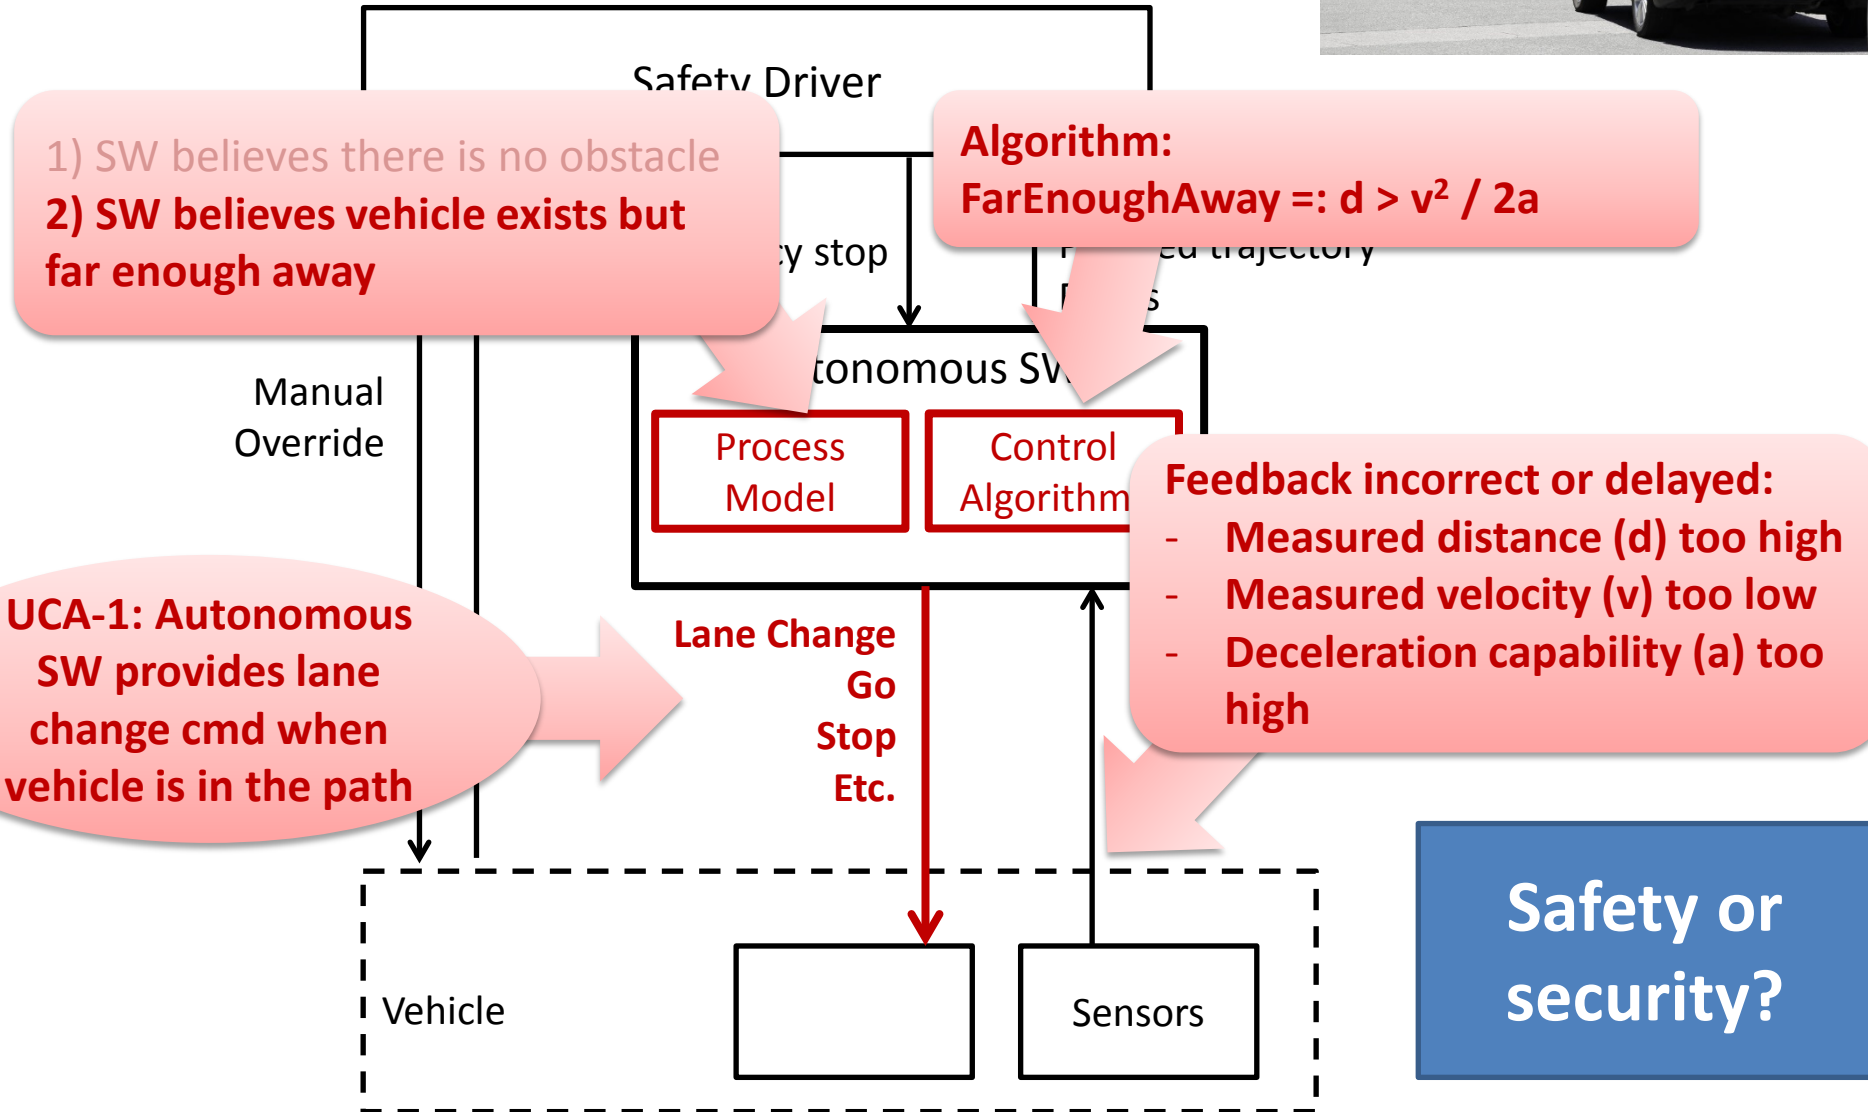 Safety Driver
1) SW believes there is no obstacle
2) SW believes vehicle exists but
far enough away
Algorithm:
FarEnoughAway =: d > v² / 2a
stop
trajectory
Manual
Override
SW
Process
Model
Control
Algorithm
Feedback incorrect or delayed:
- Measured distance (d) too high
- Measured velocity (v) too low
- Deceleration capability (a) too
high
UCA-1: Autonomous
SW provides lane
change cmd when
vehicle is in the path
Lane Change
Go
Stop
Etc.
Vehicle
Sensors
Safety or
security?